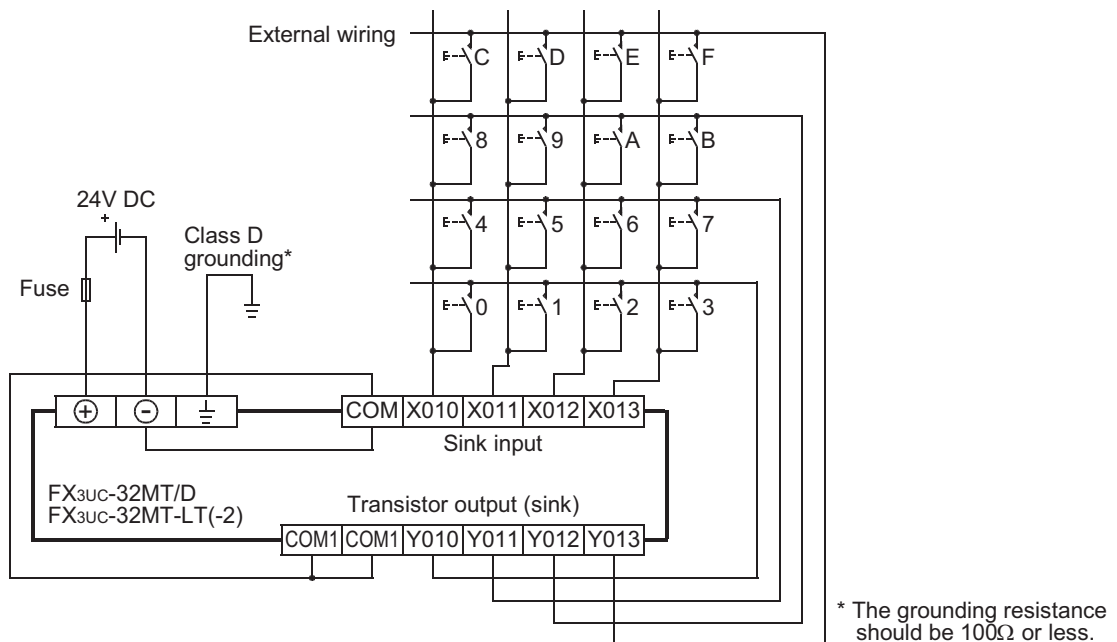 External wiring
C D E F
8 9 A B
24V DC
+
4 5 6 7
Class D
grounding*
Fuse
0 1 2 3
+ - COM X010 X011 X012 X013
Sink input
FX3UC-32MT/D
FX3UC-32MT-LT(-2)
Transistor output (sink)
COM1 COM1 Y010 Y011 Y012 Y013
* The grounding resistance
should be 100Ω or less.